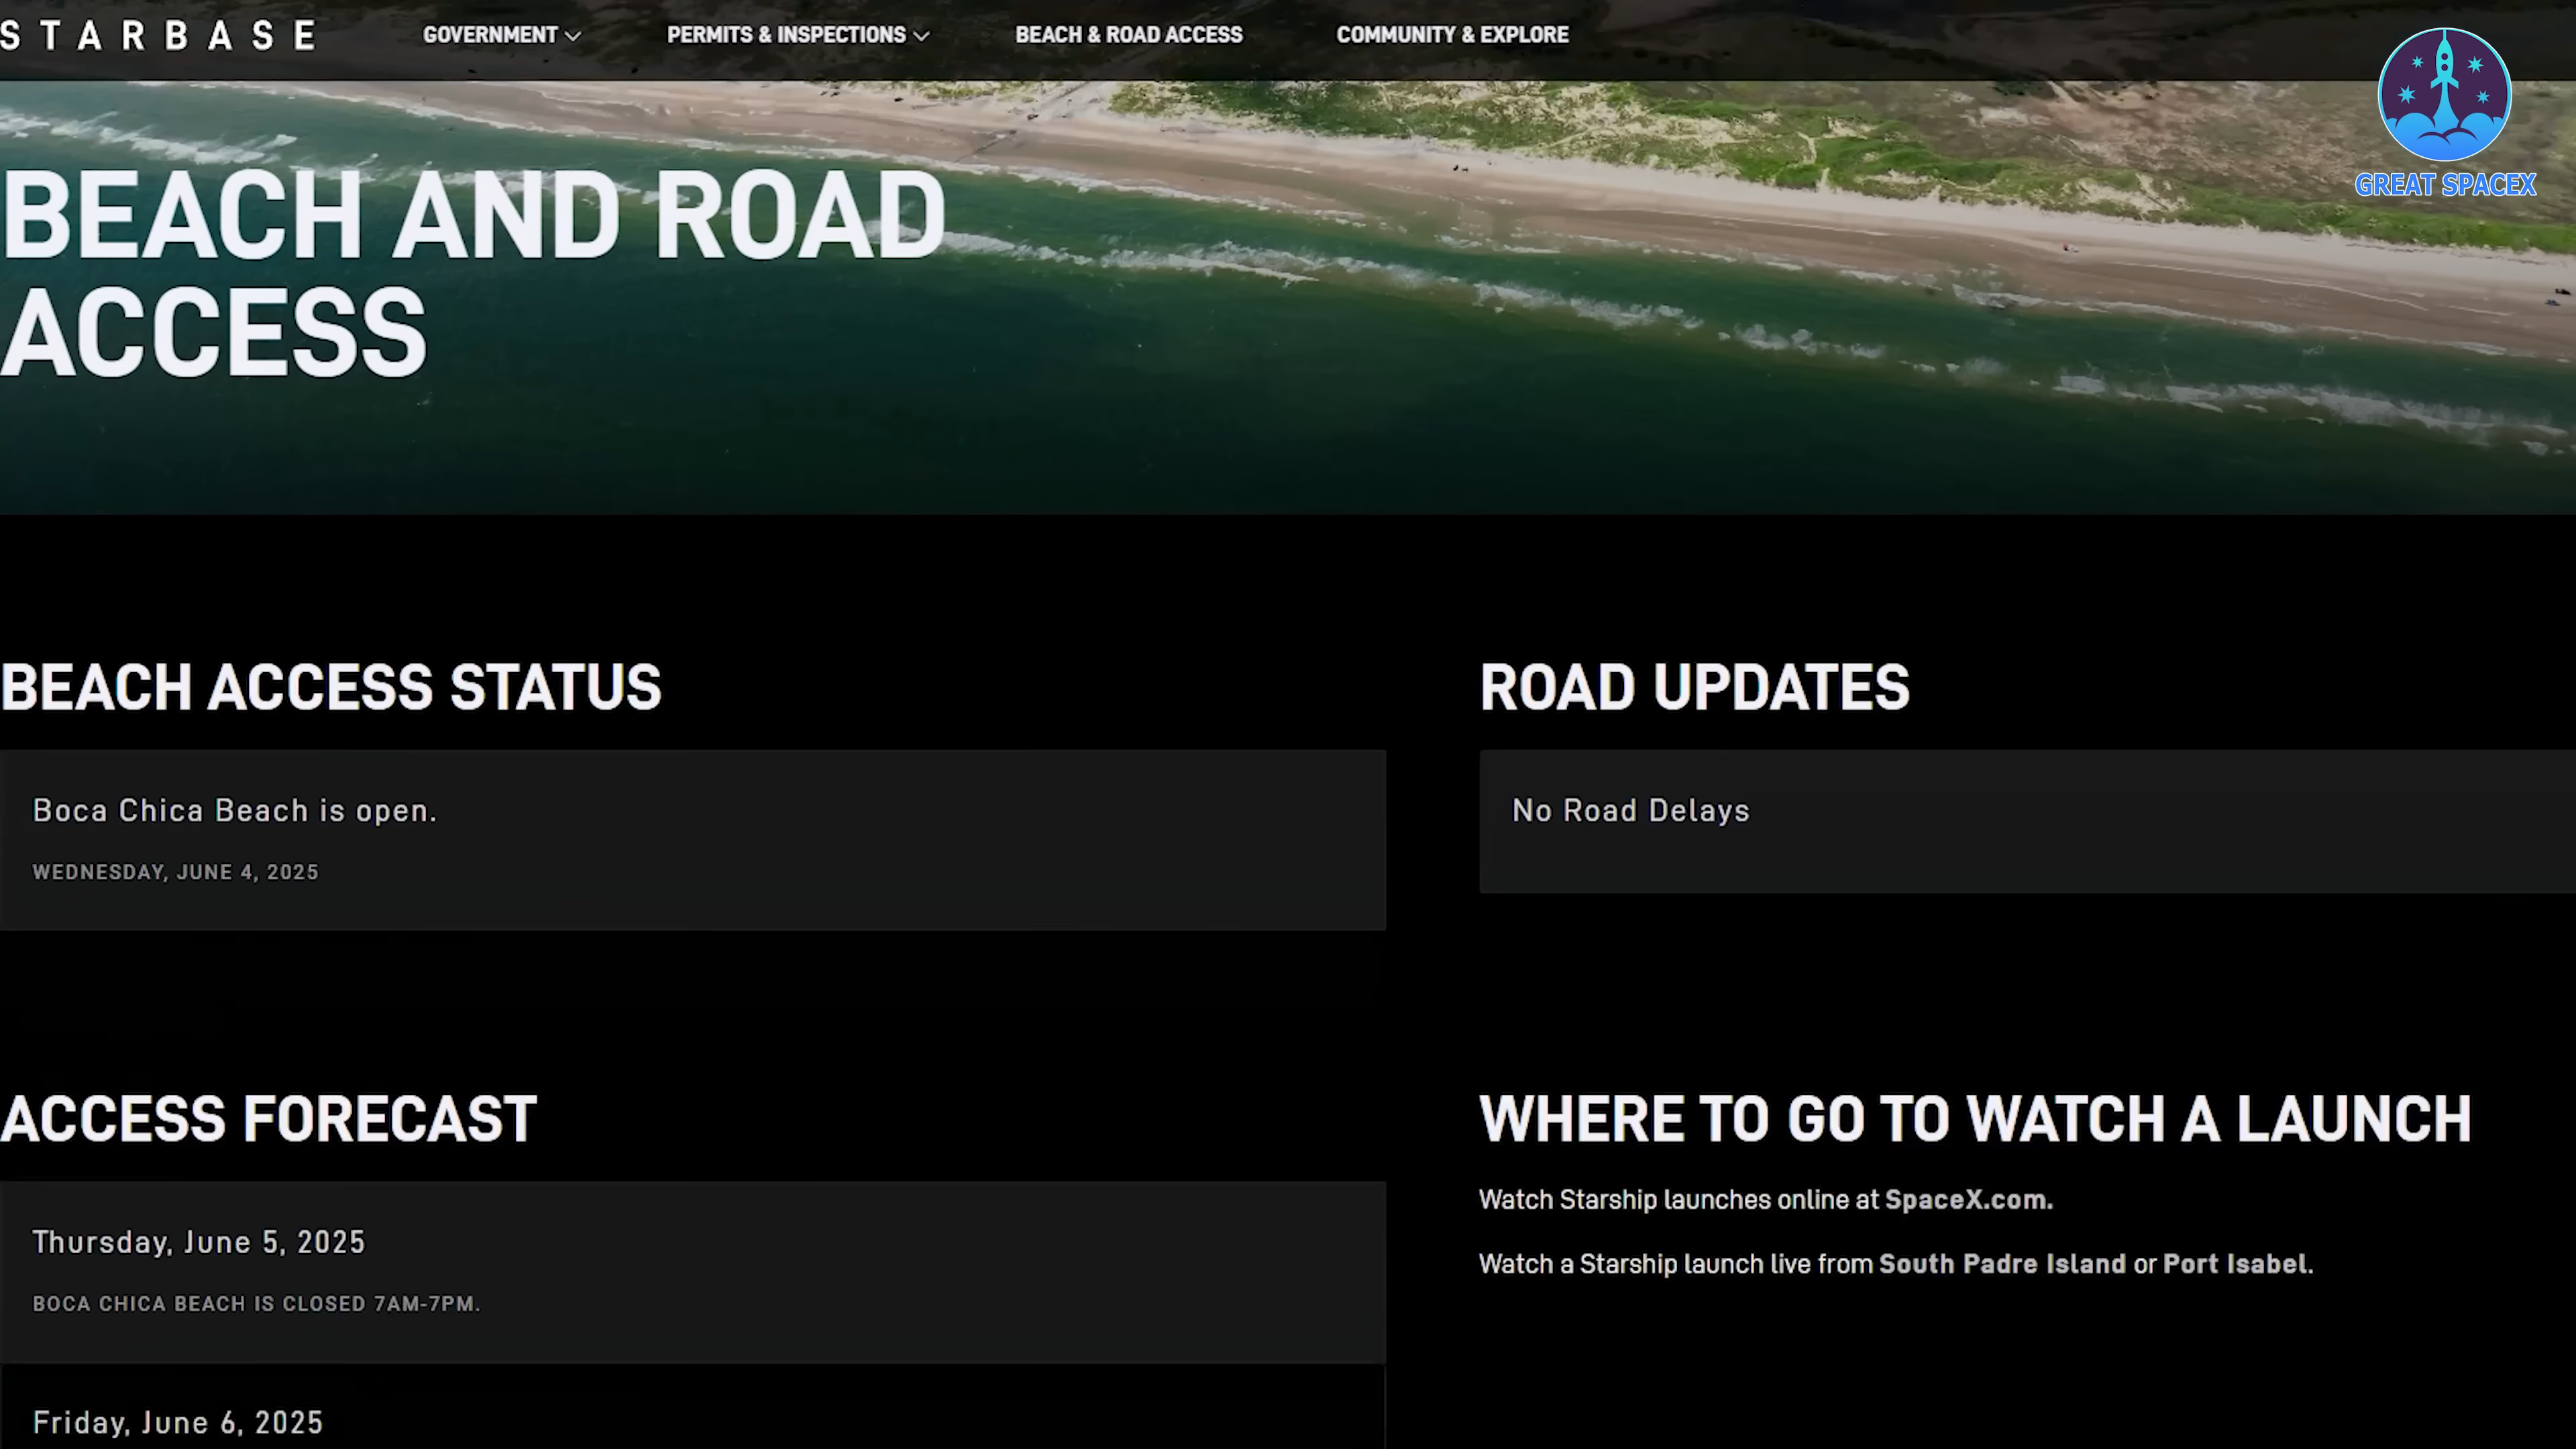 STARBASE
GOVERNMENT
PERMITS & INSPECTIONS
BEACH & ROAD ACCESS
COMMUNITY & EXPLORE
GREAT SPACEX
BEACH AND ROAD
ACCESS
BEACH ACCESS STATUS
Boca Chica Beach is open.
WEDNESDAY, JUNE 4, 2025
ROAD UPDATES
No Road Delays
ACCESS FORECAST
Thursday, June 5, 2025
BOCA CHICA BEACH IS CLOSED 7AM-7PM.
Friday, June 6, 2025
WHERE TO GO TO WATCH A LAUNCH
Watch Starship launches online at SpaceX.com.
Watch a Starship launch live from South Padre Island or Port Isabel.